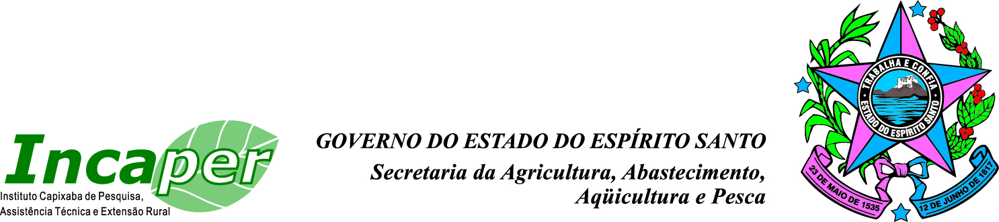 Incaper
Instituto Capixaba de Pesquisa,
Assistência Técnica e Extensão Rural
GOVERNO DO ESTADO DO ESPÍRITO SANTO
Secretaria da Agricultura, Abastecimento,
Aqüicultura e Pesca
TRABALHA E CONFIA
ESTADO DO ESPÍRITO SANTO
23 DE MAIO DE 1535
12 DE JUNHO DE 1817